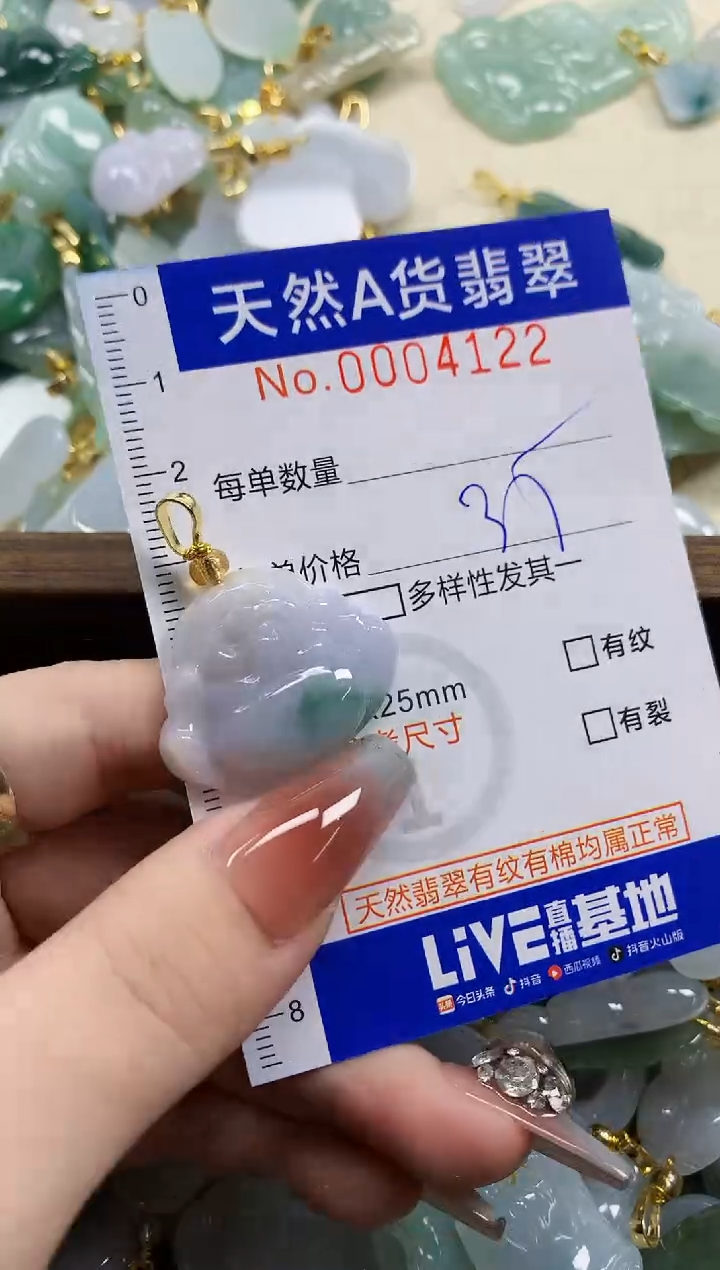 天然A货翡翠
No.0004122
0
1
2
每单数量
单价格
多样性发其一
有纹
25mm
尺寸
有裂
天然翡翠有纹有棉均属正常
LiVE直播基地
头条 今日头条 抖音 西瓜视频 抖音火山版
8